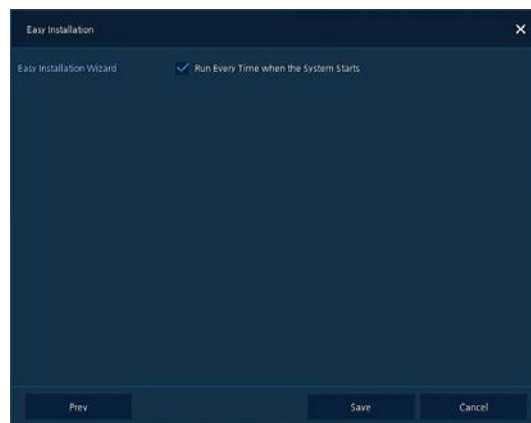 Easy Installation
Easy Installation Wizard Run Every Time when the System Starts
Prev Save Cancel